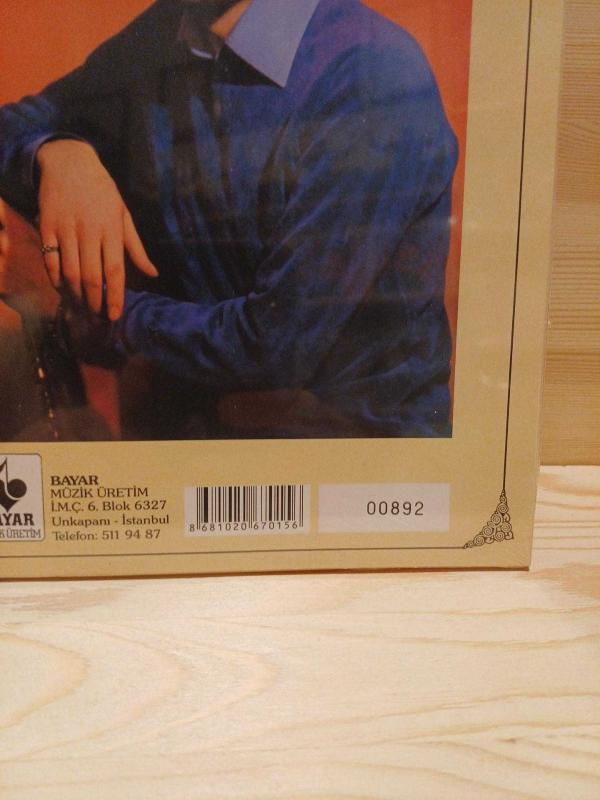 BAYAR
MÜZİK ÜRETİM
İ.M.Ç. 6. Blok 6327
Unkapanı - İstanbul
Telefon: 511 94 87
8 681020 670156
00892